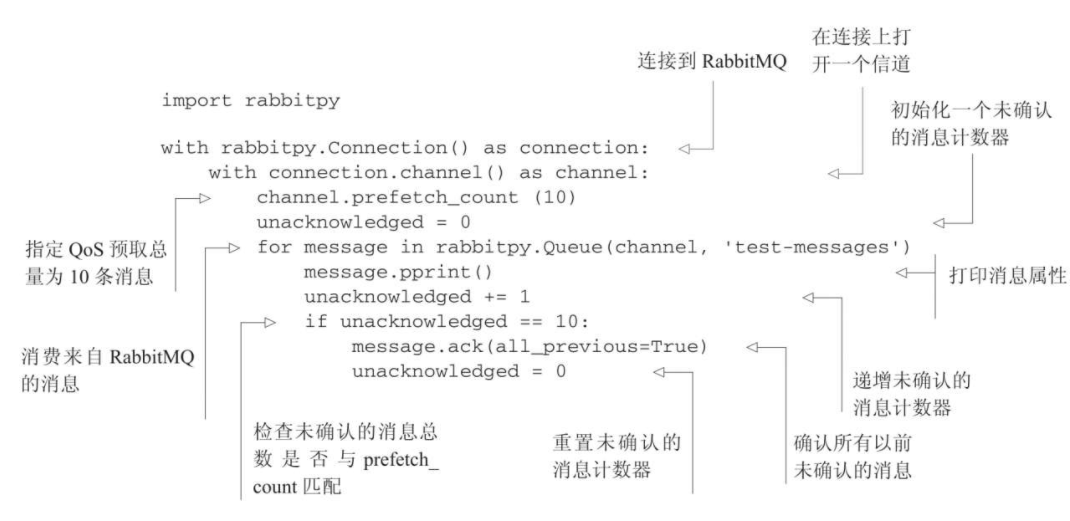 在连接上打
开一个信道
连接到 RabbitMQ
import rabbitpy
初始化一个未确认
的消息计数器
with rabbitpy.Connection() as connection:
with connection.channel() as channel:
channel.prefetch_count (10)
unacknowledged = 0
指定 QoS 预取总
量为 10 条消息
for message in rabbitpy.Queue(channel, 'test-messages')
message.pprint()
打印消息属性
unacknowledged += 1
if unacknowledged == 10:
消费来自 RabbitMQ
的消息
message.ack(all_previous=True)
unacknowledged = 0
递增未确认的
消息计数器
检查未确认的消息总
数 是 否 与 prefetch_
count 匹配
重置未确认的
消息计数器
确认所有以前
未确认的消息